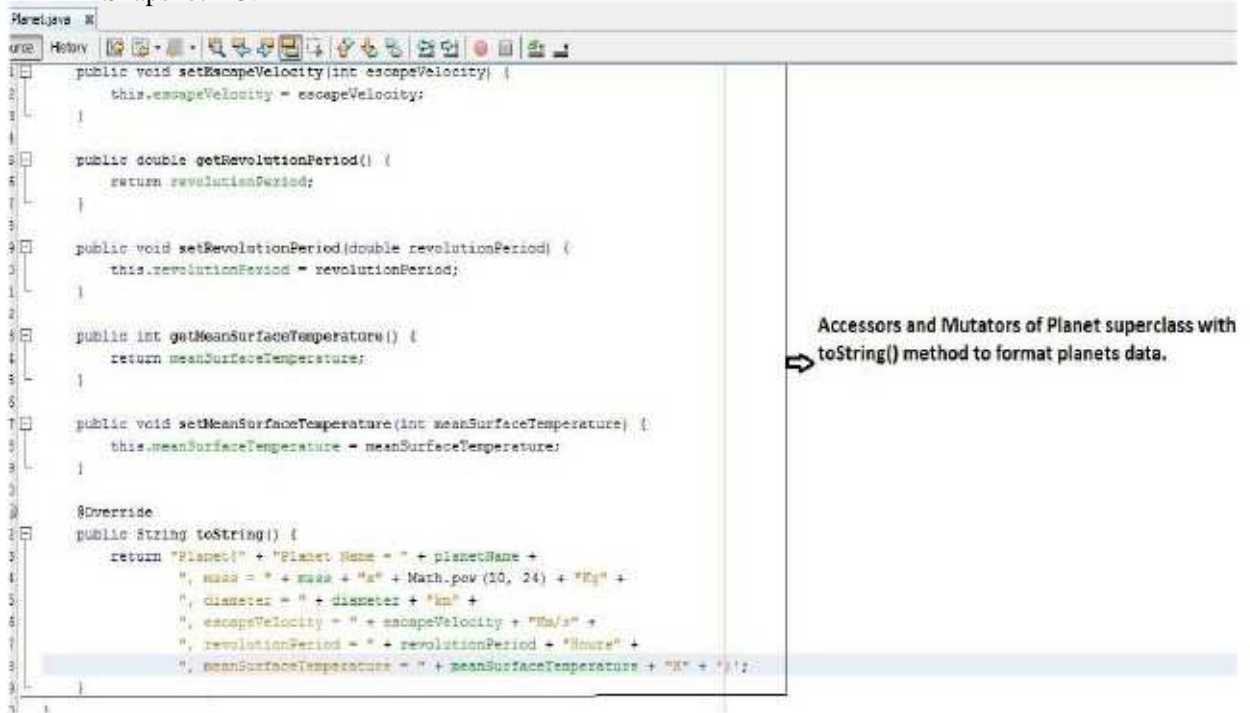 Planet.java
History
public void setEscapeVelocity(int escapeVelocity) {
this.escapeVelocity = escapeVelocity;
}
public double getRevolutionPeriod() {
return revolutionPeriod;
}
public void setRevolutionPeriod(double revolutionPeriod) {
this.revolutionPeriod = revolutionPeriod;
}
public int getMeanSurfaceTemperature() {
return meanSurfaceTemperature;
}
public void setMeanSurfaceTemperature(int meanSurfaceTemperature) {
this.meanSurfaceTemperature = meanSurfaceTemperature;
}
Accessors and Mutators of Planet superclass with
toString() method to format planets data.
@Override
public String toString() {
return "Planet{" + "Planet Name = " + planetName +
", mass = " + mass + "x" + Math.pow(10, 24) + "Kg" +
", diameter = " + diameter + "km" +
", escapeVelocity = " + escapeVelocity + "Km/s" +
", revolutionPeriod = " + revolutionPeriod + "Hours" +
", meanSurfaceTemperature = " + meanSurfaceTemperature + "K" + '}';
}
}